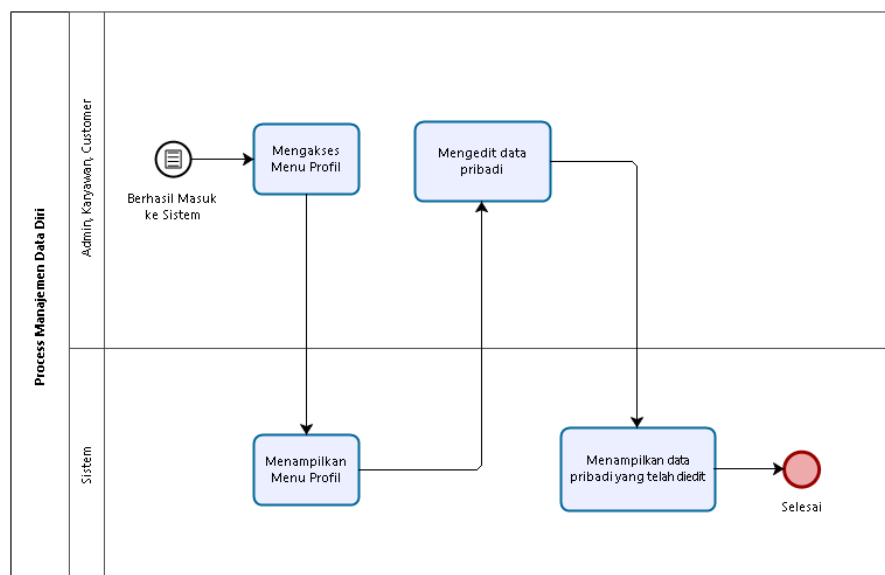 Process Manajemen Data Diri
Admin, Karyawan, Customer
Berhasil Masuk
ke Sistem
Mengakses
Menu Profil
Mengedit data
pribadi
Sistem
Menampilkan
Menu Profil
Menampilkan data
pribadi yang telah diedit
Selesai